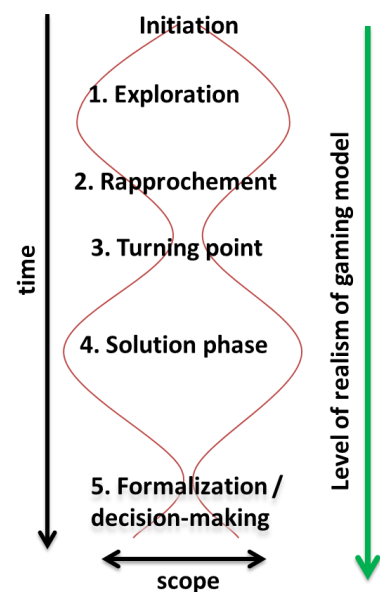 Initiation
1. Exploration
2. Rapprochement
3. Turning point
4. Solution phase
5. Formalization /
decision-making
scope
time
Level of realism of gaming model